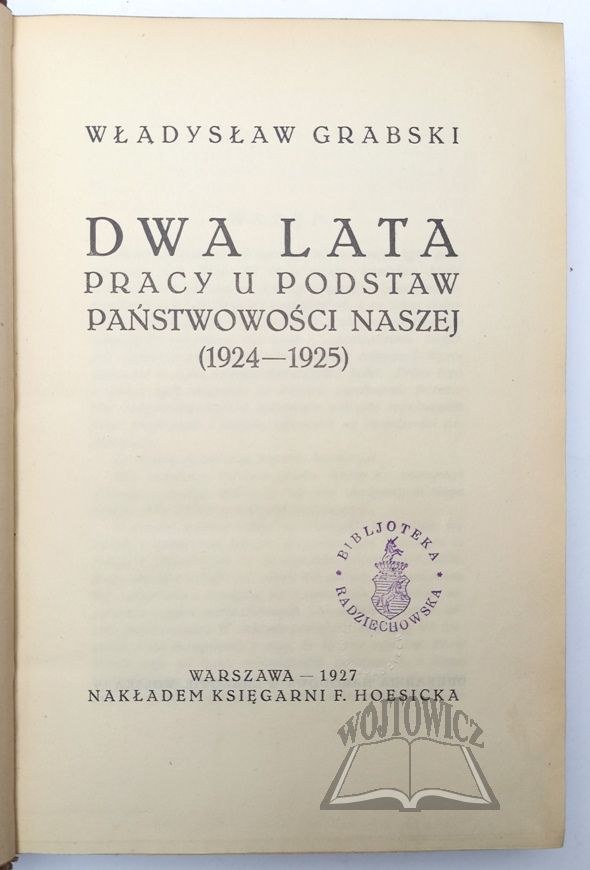 WŁADYSŁAW GRABSKI
DWA LATA
PRACY U PODSTAW
PAŃSTWOWOŚCI NASZEJ
(1924—1925)
* BIBLJOTEKA *
RADZIECHOWSKA
WARSZAWA — 1927
NAKŁADEM KSIĘGARNI F. HOESICKA
WÓJTOWICZ